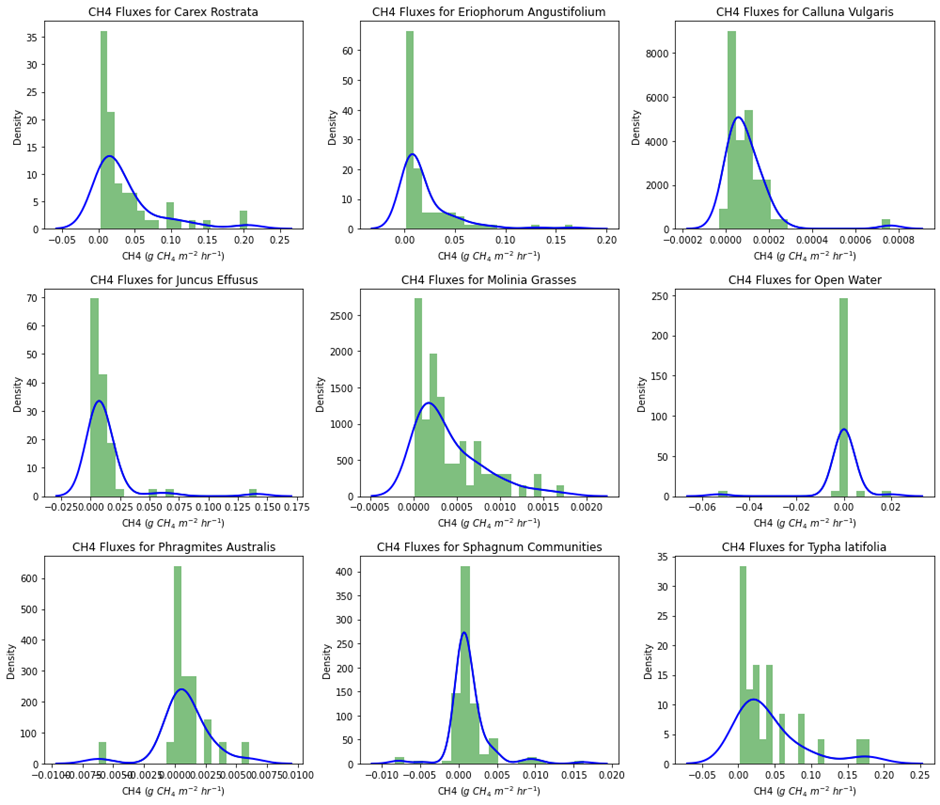 CH4 Fluxes for Carex Rostrata
CH4 Fluxes for Eriophorum Angustifolium
CH4 Fluxes for Calluna Vulgaris
35
30
25
20
15
10
5
0
Density
−0.05 0.00 0.05 0.10 0.15 0.20 0.25
CH4 (g CH₄ m⁻² hr⁻¹)
60
50
40
30
20
10
0
Density
0.00 0.05 0.10 0.15 0.20
CH4 (g CH₄ m⁻² hr⁻¹)
8000
6000
4000
2000
0
Density
−0.0002 0.0000 0.0002 0.0004 0.0006 0.0008
CH4 (g CH₄ m⁻² hr⁻¹)
CH4 Fluxes for Juncus Effusus
CH4 Fluxes for Molinia Grasses
CH4 Fluxes for Open Water
70
60
50
40
30
20
10
0
Density
−0.025 0.000 0.025 0.050 0.075 0.100 0.125 0.150 0.175
CH4 (g CH₄ m⁻² hr⁻¹)
2500
2000
1500
1000
500
0
Density
−0.0005 0.0000 0.0005 0.0010 0.0015 0.0020
CH4 (g CH₄ m⁻² hr⁻¹)
250
200
150
100
50
0
Density
−0.06 −0.04 −0.02 0.00 0.02
CH4 (g CH₄ m⁻² hr⁻¹)
CH4 Fluxes for Phragmites Australis
CH4 Fluxes for Sphagnum Communities
CH4 Fluxes for Typha latifolia
600
500
400
300
200
100
0
Density
−0.0100 −0.0075 −0.0050 −0.0025 0.0000 0.0025 0.0050 0.0075 0.0100
CH4 (g CH₄ m⁻² hr⁻¹)
400
350
300
250
200
150
100
50
0
Density
−0.010 −0.005 0.000 0.005 0.010 0.015 0.020
CH4 (g CH₄ m⁻² hr⁻¹)
35
30
25
20
15
10
5
0
Density
−0.05 0.00 0.05 0.10 0.15 0.20 0.25
CH4 (g CH₄ m⁻² hr⁻¹)